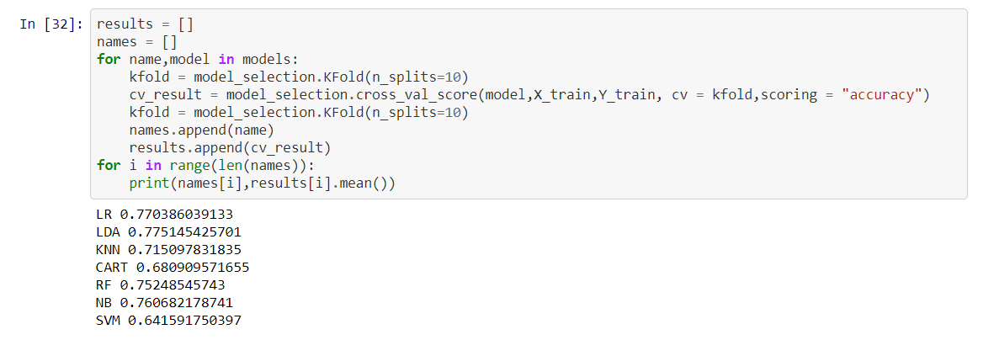 In [32]: results = []
names = []
for name,model in models:
    kfold = model_selection.KFold(n_splits=10)
    cv_result = model_selection.cross_val_score(model,X_train,Y_train, cv = kfold,scoring = "accuracy")
    kfold = model_selection.KFold(n_splits=10)
    names.append(name)
    results.append(cv_result)
for i in range(len(names)):
    print(names[i],results[i].mean())
LR 0.770386039133
LDA 0.775145425701
KNN 0.715097831835
CART 0.680909571655
RF 0.75248545743
NB 0.760682178741
SVM 0.641591750397